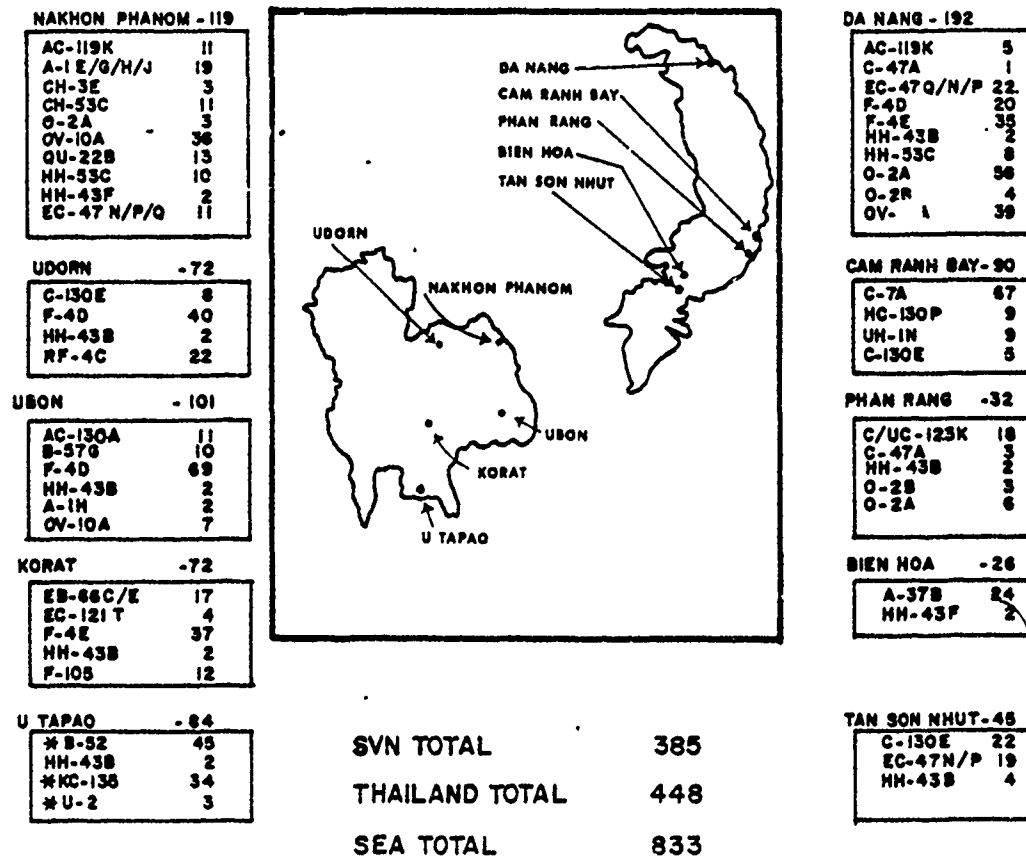 NAKHON PHANOM - 119
AC-119K 11
A-1 E/G/H/J 19
CH-3E 3
CH-53C 11
O-2A 3
OV-10A 36
QU-22B 13
HH-53C 10
HH-43F 2
EC-47 N/P/Q 11
UDORN -72
C-130E 8
F-4D 40
HH-43B 2
RF-4C 22
UBON - 101
AC-130A 11
B-57G 10
F-4D 69
HH-43B 2
A-1H 2
OV-10A 7
KORAT -72
EB-66C/E 17
EC-121 T 4
F-4E 37
HH-43B 2
F-105 12
U TAPAO -84
* B-52 45
HH-43B 2
* KC-135 34
* U-2 3
DA NANG
CAM RANH BAY
PHAN RANG
BIEN HOA
TAN SON NHUT
UDORN
NAKHON PHANOM
UBON
KORAT
U TAPAO
SVN TOTAL 385
THAILAND TOTAL 448
SEA TOTAL 833
DA NANG - 192
AC-119K 5
C-47A 1
EC-47Q/N/P 22
F-4D 20
F-4E 35
HH-43B 2
HH-53C 8
O-2A 56
O-2B 4
OV- 39
CAM RANH BAY-90
C-7A 67
HC-130P 9
UH-1N 9
C-130E 5
PHAN RANG -32
C/UC-123K 18
C-47A 3
HH-43B 2
O-2B 3
O-2A 6
BIEN HOA -26
A-37B 24
HH-43F 2
TAN SON NHUT-45
C-130E 22
EC-47N/P 19
HH-43B 4